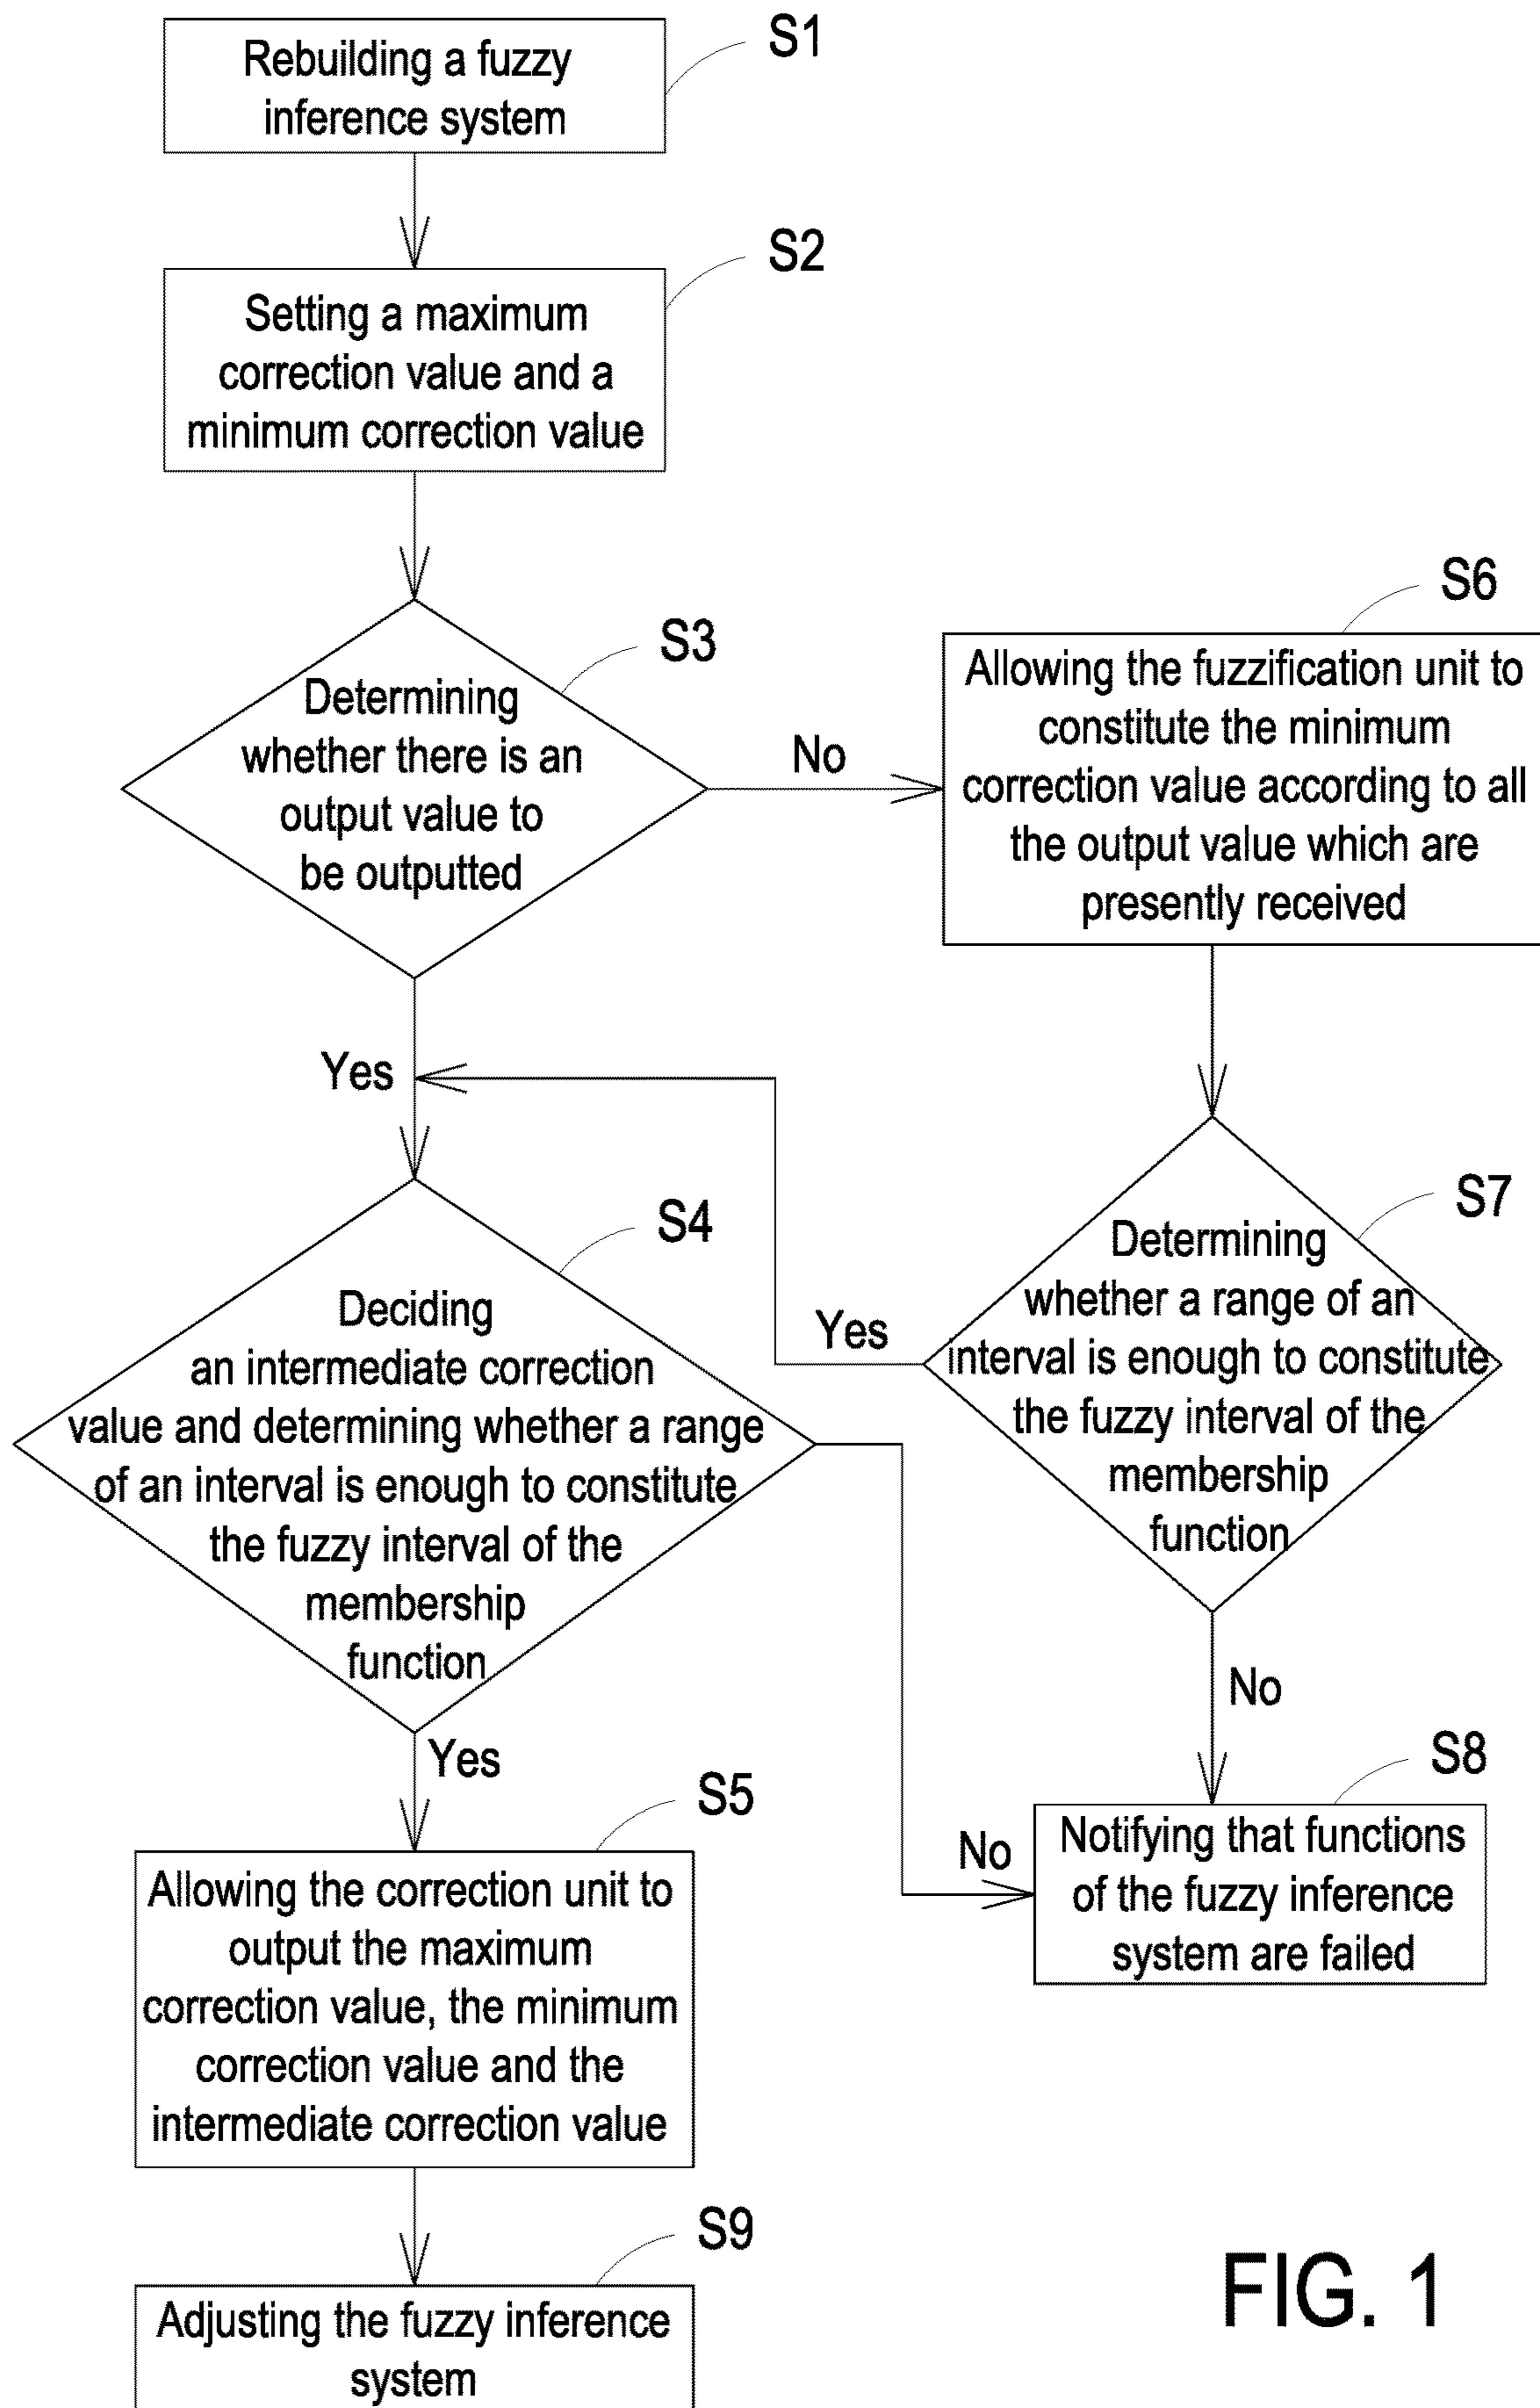 S1
Rebuilding a fuzzy
inference system
S2
Setting a maximum
correction value and a
minimum correction value
S3
Determining
whether there is an
output value to
be outputted
No
S6
Allowing the fuzzification unit to
constitute the minimum
correction value according to all
the output value which are
presently received
Yes
S4
Deciding
an intermediate correction
value and determining whether a range
of an interval is enough to constitute
the fuzzy interval of the
membership
function
Yes
S7
Determining
whether a range of an
interval is enough to constitute
the fuzzy interval of the
membership
function
No
Yes
S5
Allowing the correction unit to
output the maximum
correction value, the minimum
correction value and the
intermediate correction value
No
S8
Notifying that functions
of the fuzzy inference
system are failed
S9
Adjusting the fuzzy inference
system
FIG. 1